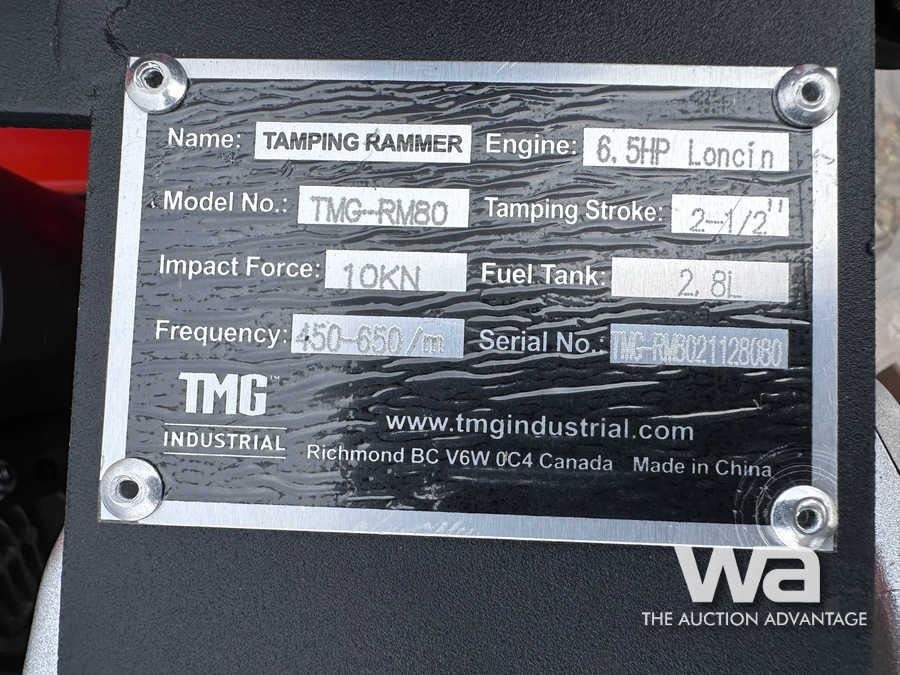 Name: TAMPING RAMMER Engine: 6.5HP Loncin
Model No.: TMG-RM80 Tamping Stroke: 2-1/2"
Impact Force: 10KN Fuel Tank: 2.8L
Frequency: 450-650/m Serial No.: TMG-RM8021128080
TMG™
INDUSTRIAL
www.tmgindustrial.com
Richmond BC V6W 0C4 Canada Made in China
wa
THE AUCTION ADVANTAGE